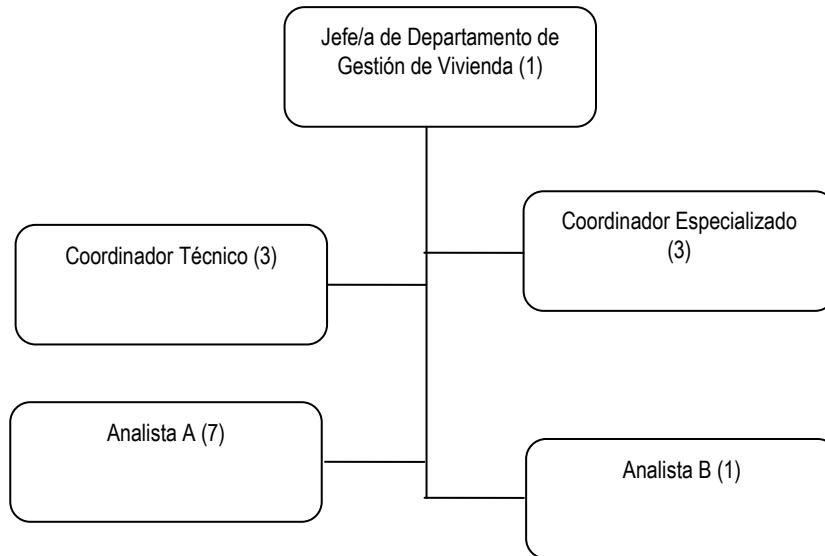 Jefe/a de Departamento de
Gestión de Vivienda (1)
Coordinador Especializado
(3)
Coordinador Técnico (3)
Analista A (7)
Analista B (1)